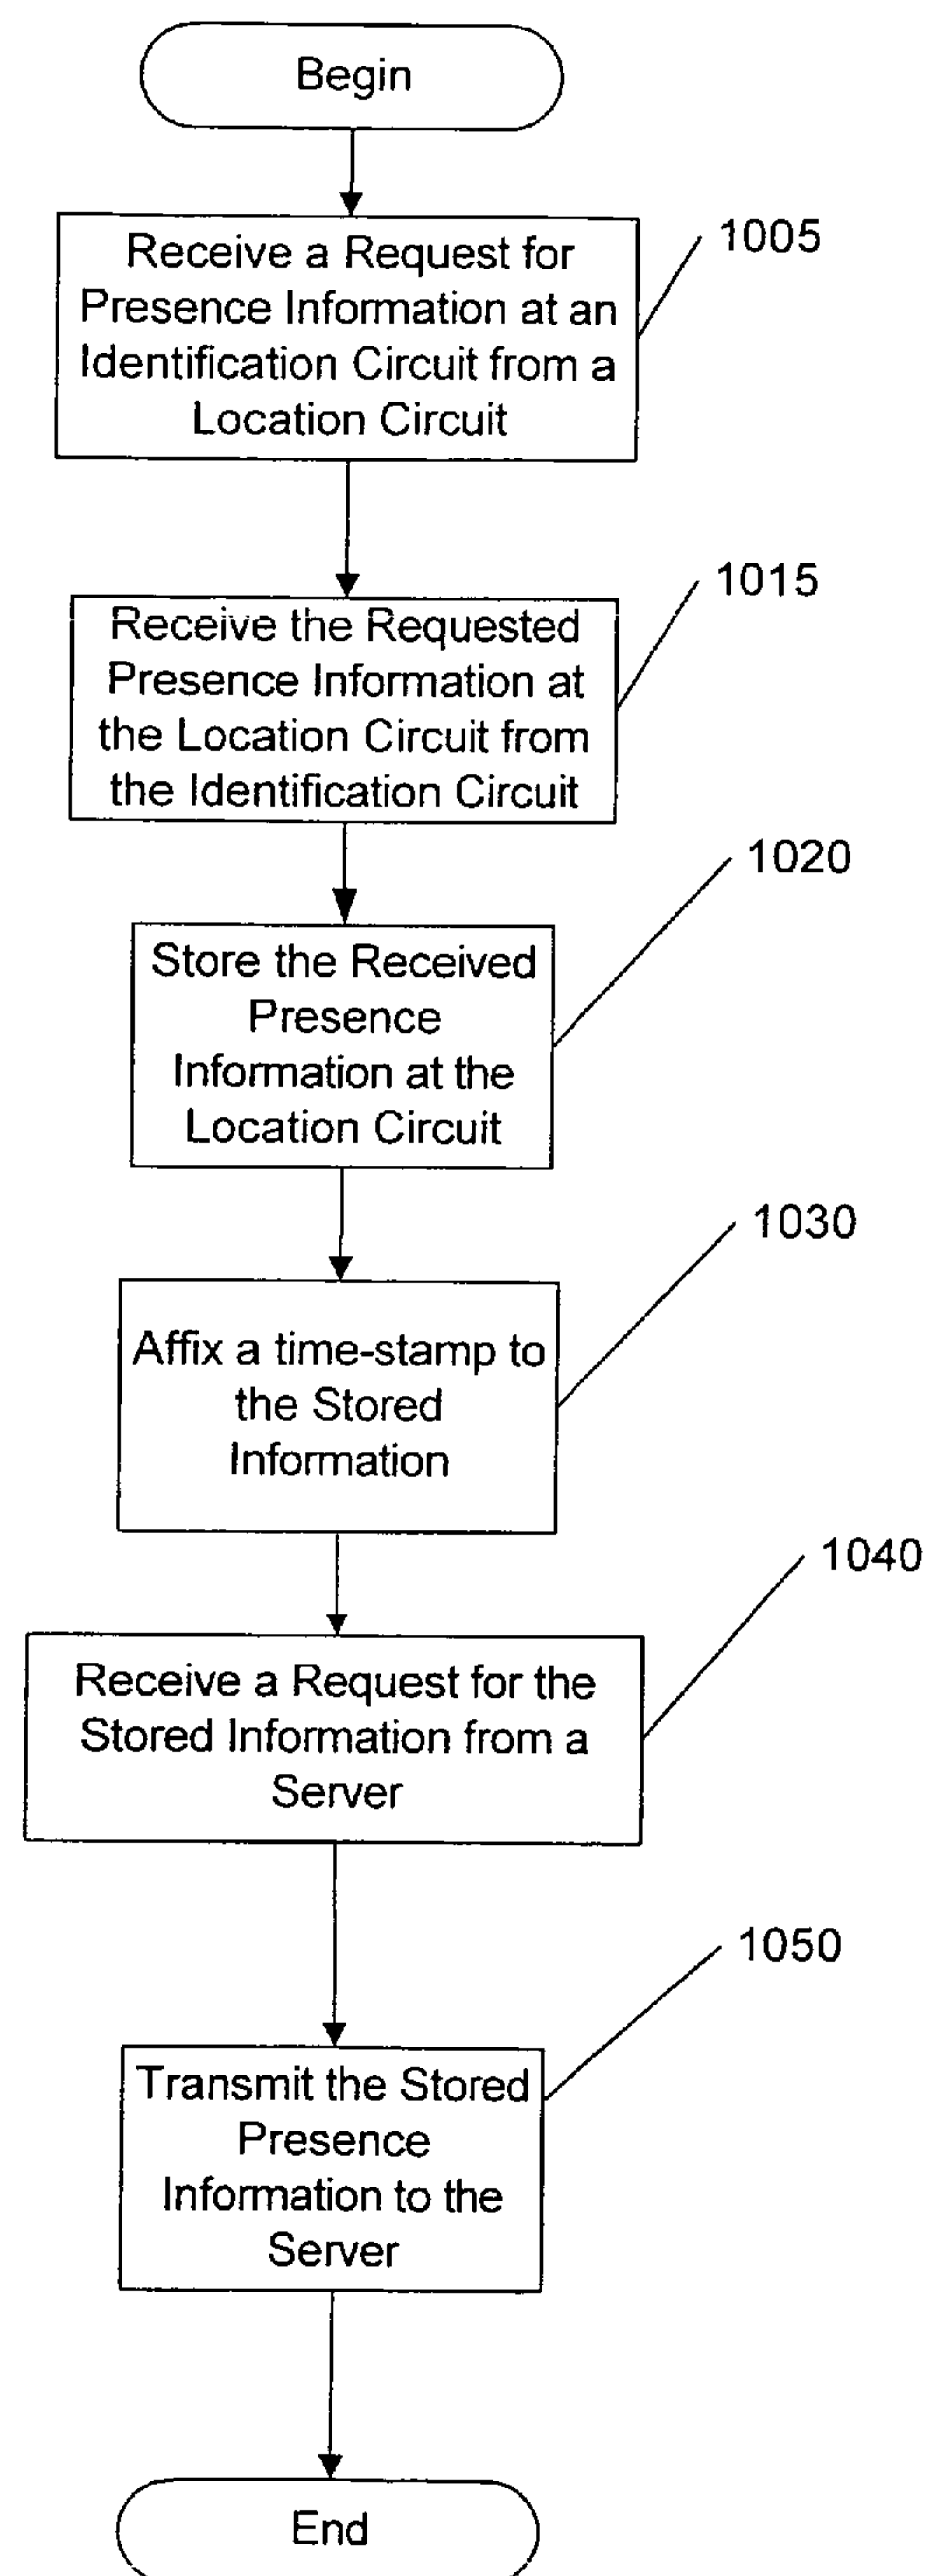 Begin
1005
Receive a Request for
Presence Information at an
Identification Circuit from a
Location Circuit
1015
Receive the Requested
Presence Information at
the Location Circuit from
the Identification Circuit
1020
Store the Received
Presence
Information at the
Location Circuit
1030
Affix a time-stamp to
the Stored
Information
1040
Receive a Request for the
Stored Information from a
Server
1050
Transmit the Stored
Presence
Information to the
Server
End